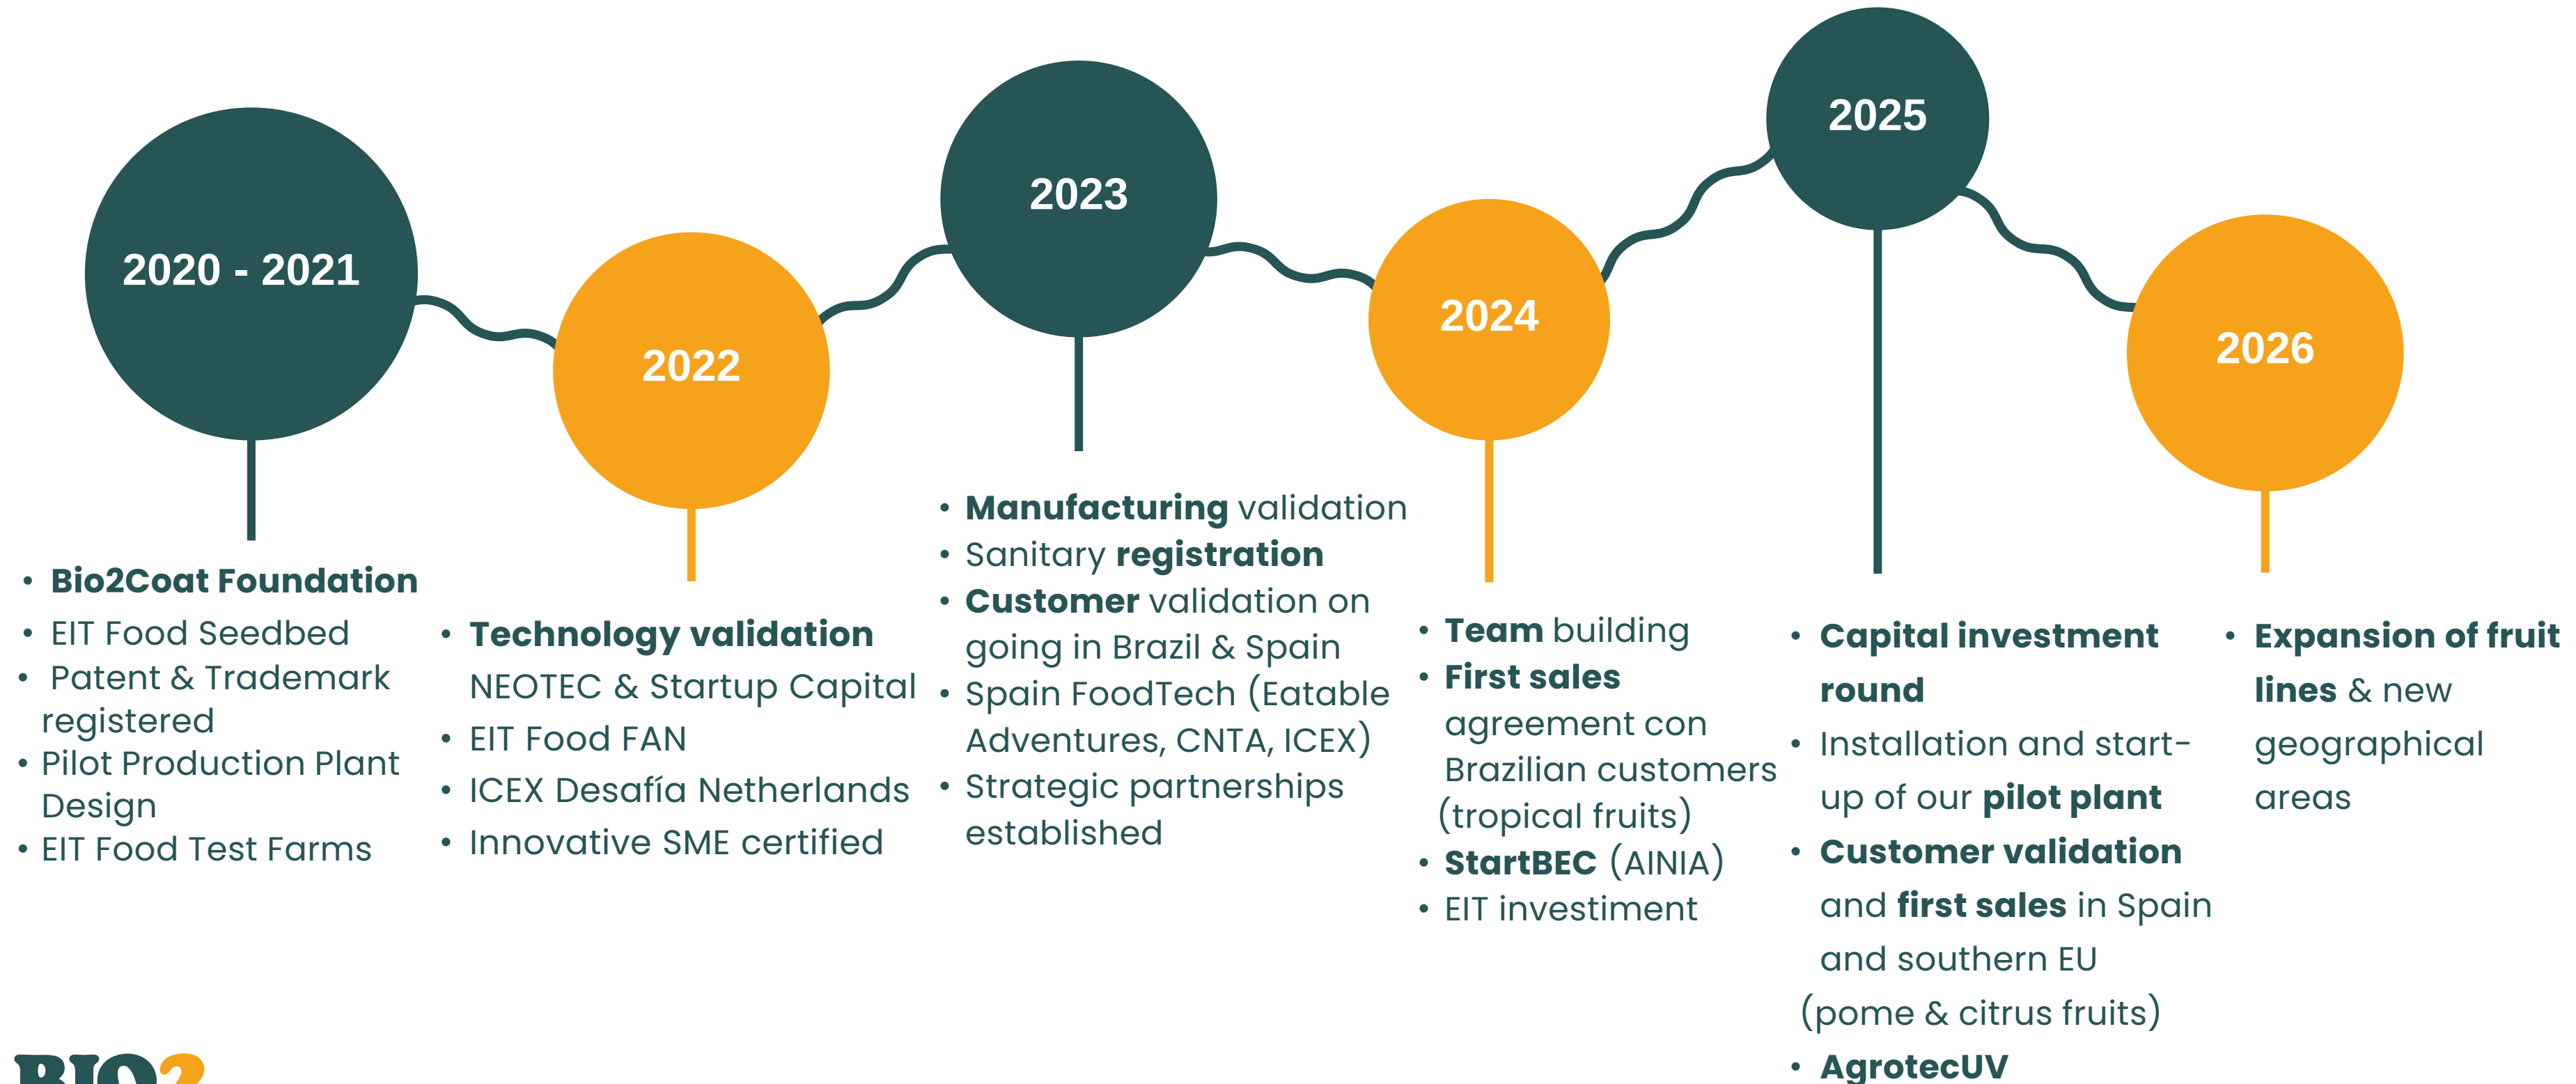 2020 - 2021
• Bio2Coat Foundation
• EIT Food Seedbed
• Patent & Trademark
registered
• Pilot Production Plant
Design
• EIT Food Test Farms
2022
• Technology validation
NEOTEC & Startup Capital
• EIT Food FAN
• ICEX Desafía Netherlands
• Innovative SME certified
2023
• Manufacturing validation
• Sanitary registration
• Customer validation on
going in Brazil & Spain
• Spain FoodTech (Eatable
Adventures, CNTA, ICEX)
• Strategic partnerships
established
2024
• Team building
• First sales
agreement con
Brazilian customers
(tropical fruits)
• StartBEC (AINIA)
• EIT investiment
2025
• Capital investment
round
• Installation and start-
up of our pilot plant
• Customer validation
and first sales in Spain
and southern EU
(pome & citrus fruits)
• AgrotecUV
2026
• Expansion of fruit
lines & new
geographical
areas
BIO2